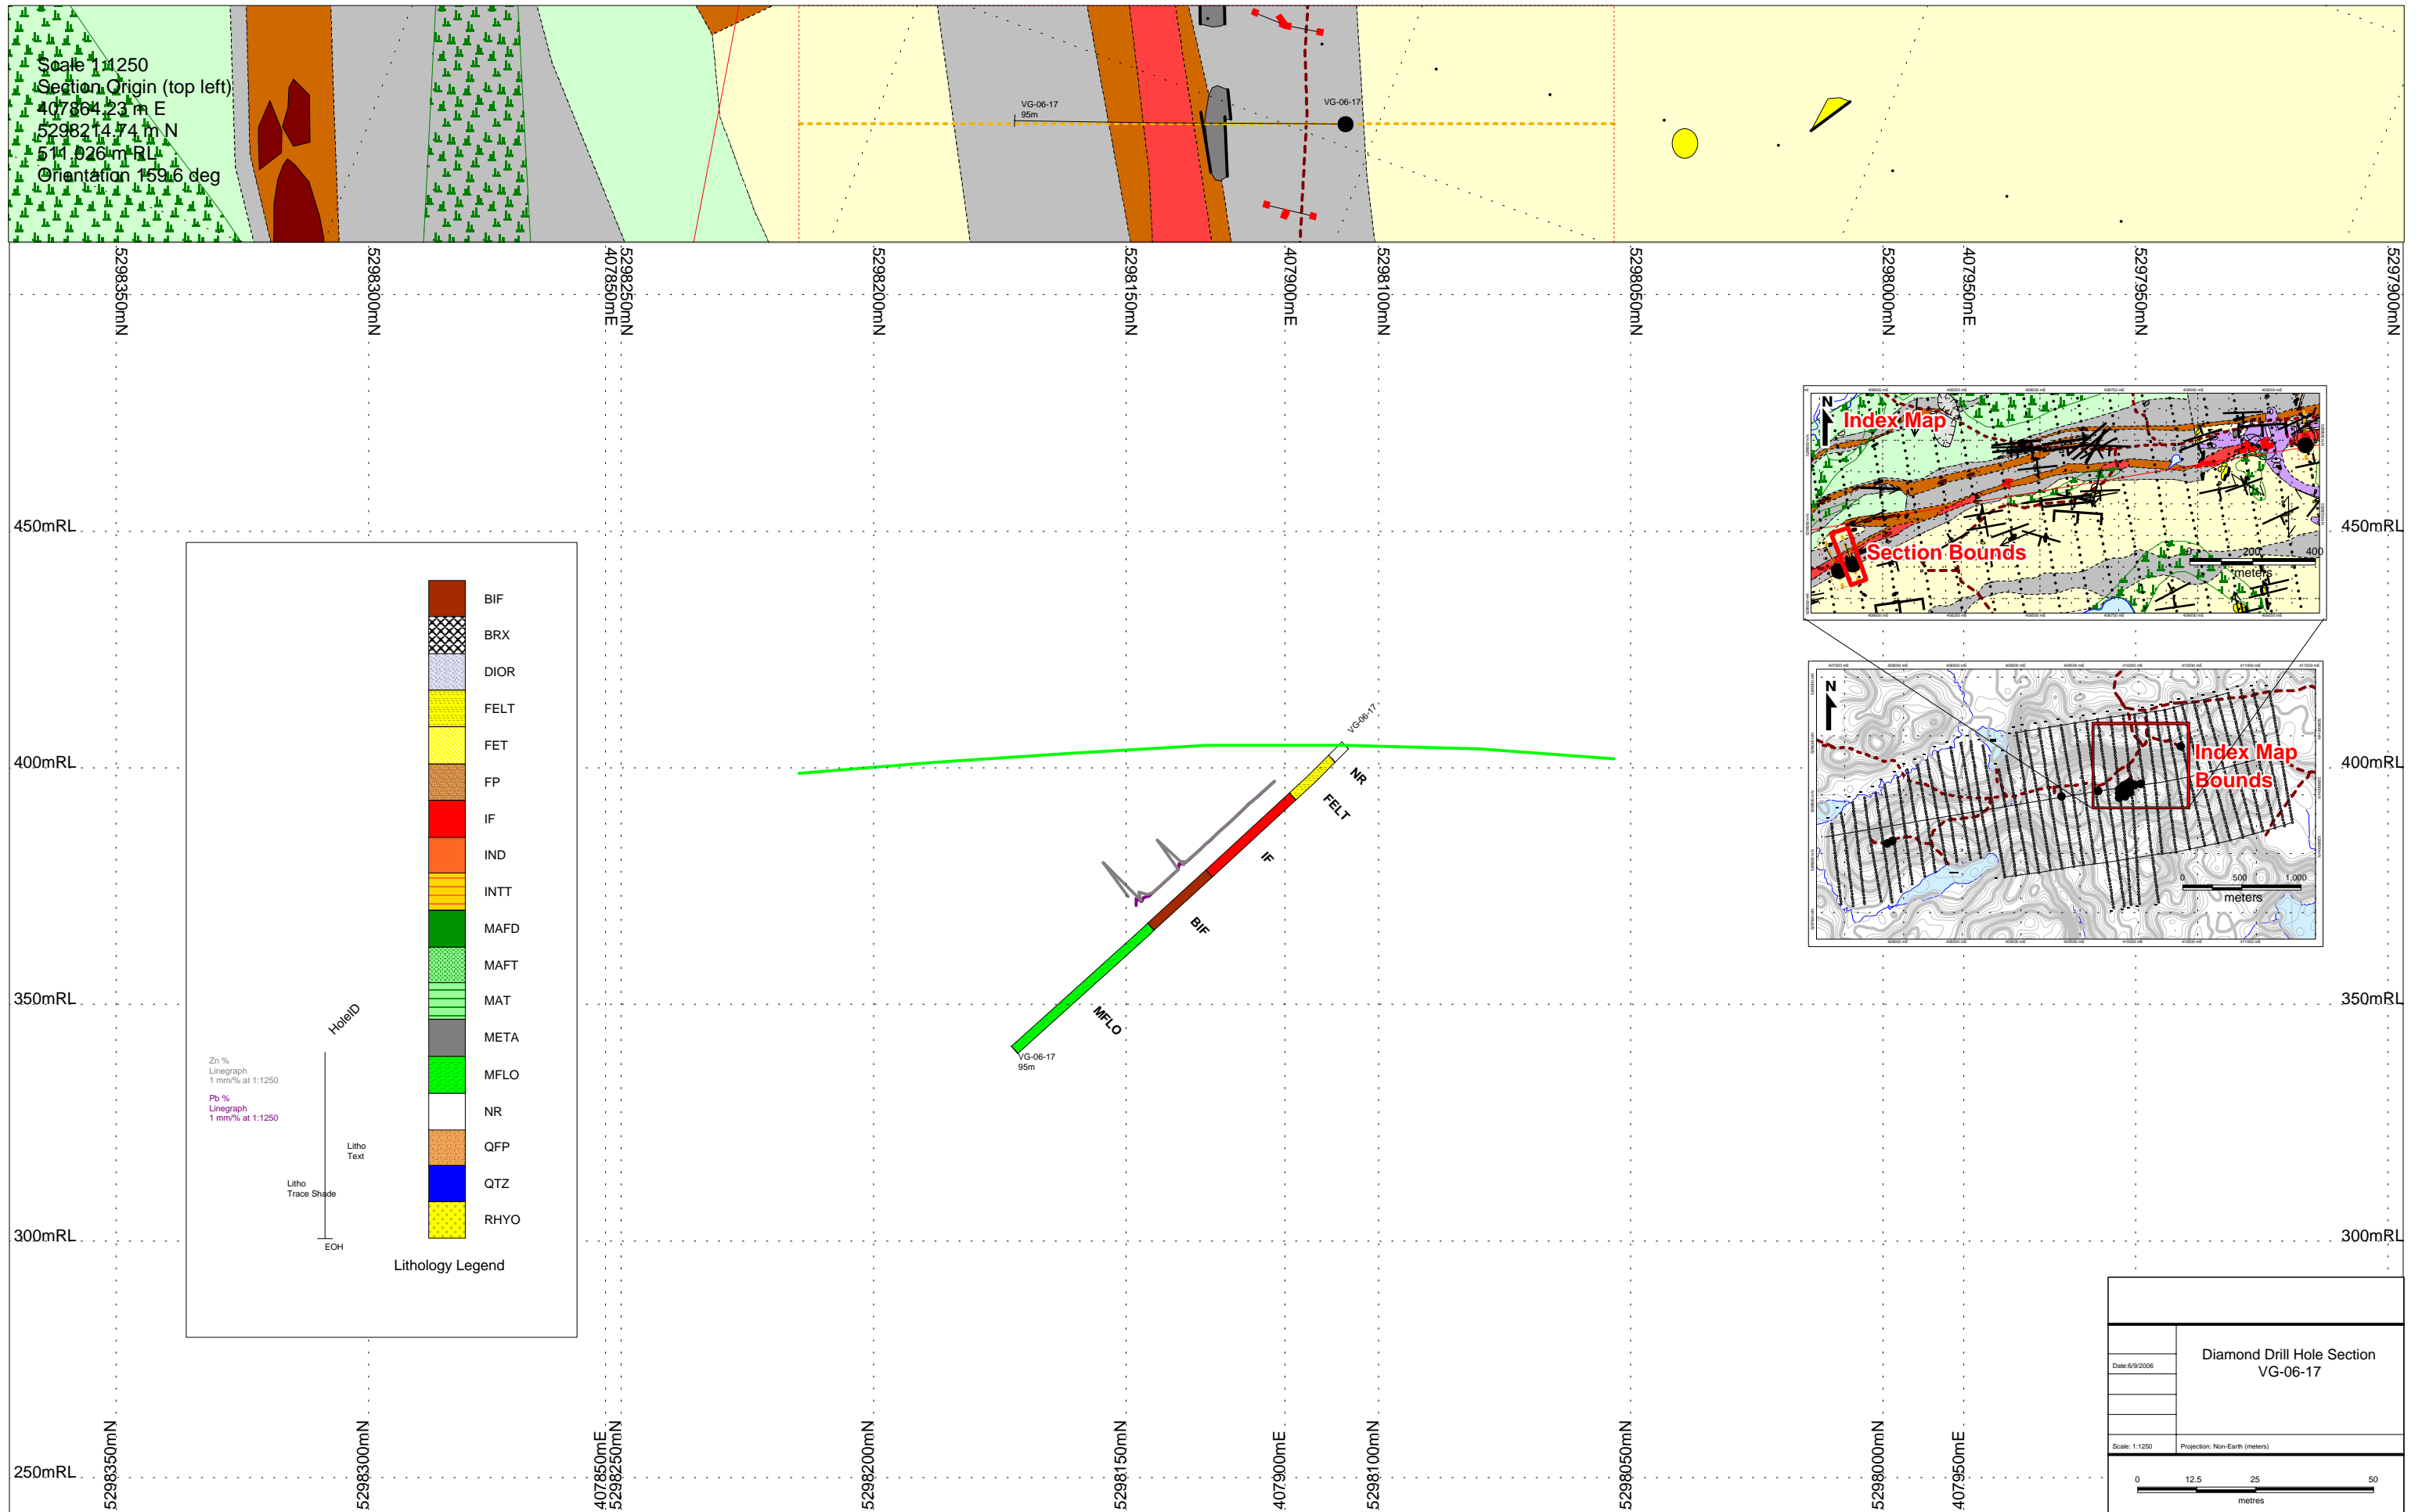 Scale 1:1250
Section Origin (top left)
407864.23 m E
5298214.74 m N
511.026 m RL
Orientation 159.6 deg
VG-06-17
95m
VG-06-17
5298350mN
5298300mN
407850mE
5298250mN
5298200mN
5298150mN
407900mE
5298100mN
5298050mN
5298000mN
407950mE
5297950mN
5297900mN
N
Index Map
Section Bounds
0 200 400
meters
N
Index Map
Bounds
0 500 1,000
meters
450mRL
450mRL
400mRL
400mRL
350mRL
350mRL
300mRL
300mRL
250mRL
250mRL
VG-06-17
NR
FELT
IF
BIF
MFLO
VG-06-17
95m
BIF
BRX
DIOR
FELT
FET
FP
IF
IND
INTT
MAFD
MAFT
MAT
META
MFLO
NR
QFP
QTZ
RHYO
Lithology Legend
HoleID
Zn %
Linegraph
1 mm/% at 1:1250
Pb %
Linegraph
1 mm/% at 1:1250
Litho
Text
Litho
Trace Shade
EOH
5298350mN
5298300mN
407850mE
5298250mN
5298200mN
5298150mN
407900mE
5298100mN
5298050mN
5298000mN
407950mE
Diamond Drill Hole Section
VG-06-17
Date:6/9/2006
Scale: 1:1250
Projection: Non-Earth (meters)
0 12.5 25 50
metres